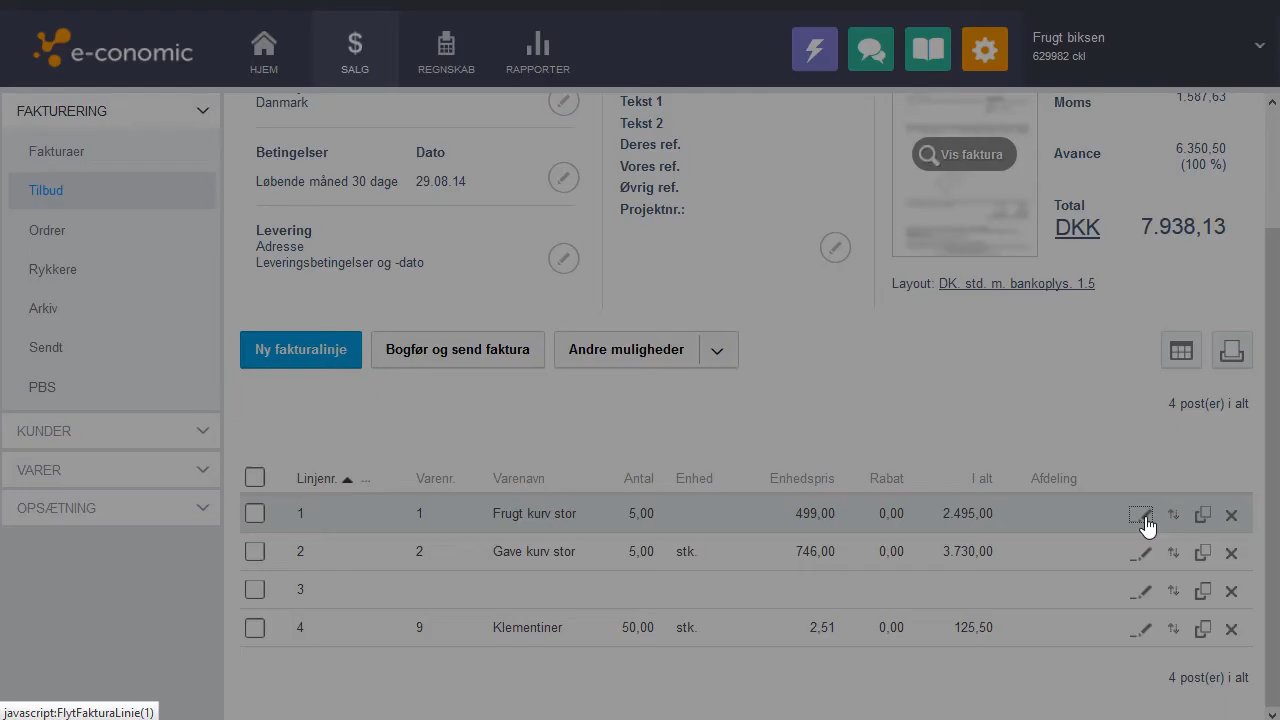 e-conomic
HJEM
SALG
REGNSKAB
RAPPORTER
Frugt biksen
629982 ckl
FAKTURERING
Fakturaer
Tilbud
Ordrer
Rykkere
Arkiv
Sendt
PBS
KUNDER
VARER
OPSÆTNING
Danmark
Betingelser Dato
Løbende måned 30 dage 29.08.14
Levering
Adresse
Leveringsbetingelser og -dato
Tekst 1
Tekst 2
Deres ref.
Vores ref.
Øvrig ref.
Projektnr.:
Vis faktura
Layout: DK. std. m. bankoplys. 1.5
Moms 1.587,63
Avance 6.350,50
(100 %)
Total
DKK 7.938,13
Ny fakturalinje Bogfør og send faktura Andre muligheder
4 post(er) i alt
Linjenr. ... Varenr. Varenavn Antal Enhed Enhedspris Rabat I alt Afdeling
1 1 Frugt kurv stor 5,00 499,00 0,00 2.495,00
2 2 Gave kurv stor 5,00 stk. 746,00 0,00 3.730,00
3
4 9 Klementiner 50,00 stk. 2,51 0,00 125,50
4 post(er) i alt
javascript:FlytFakturaLinie(1)